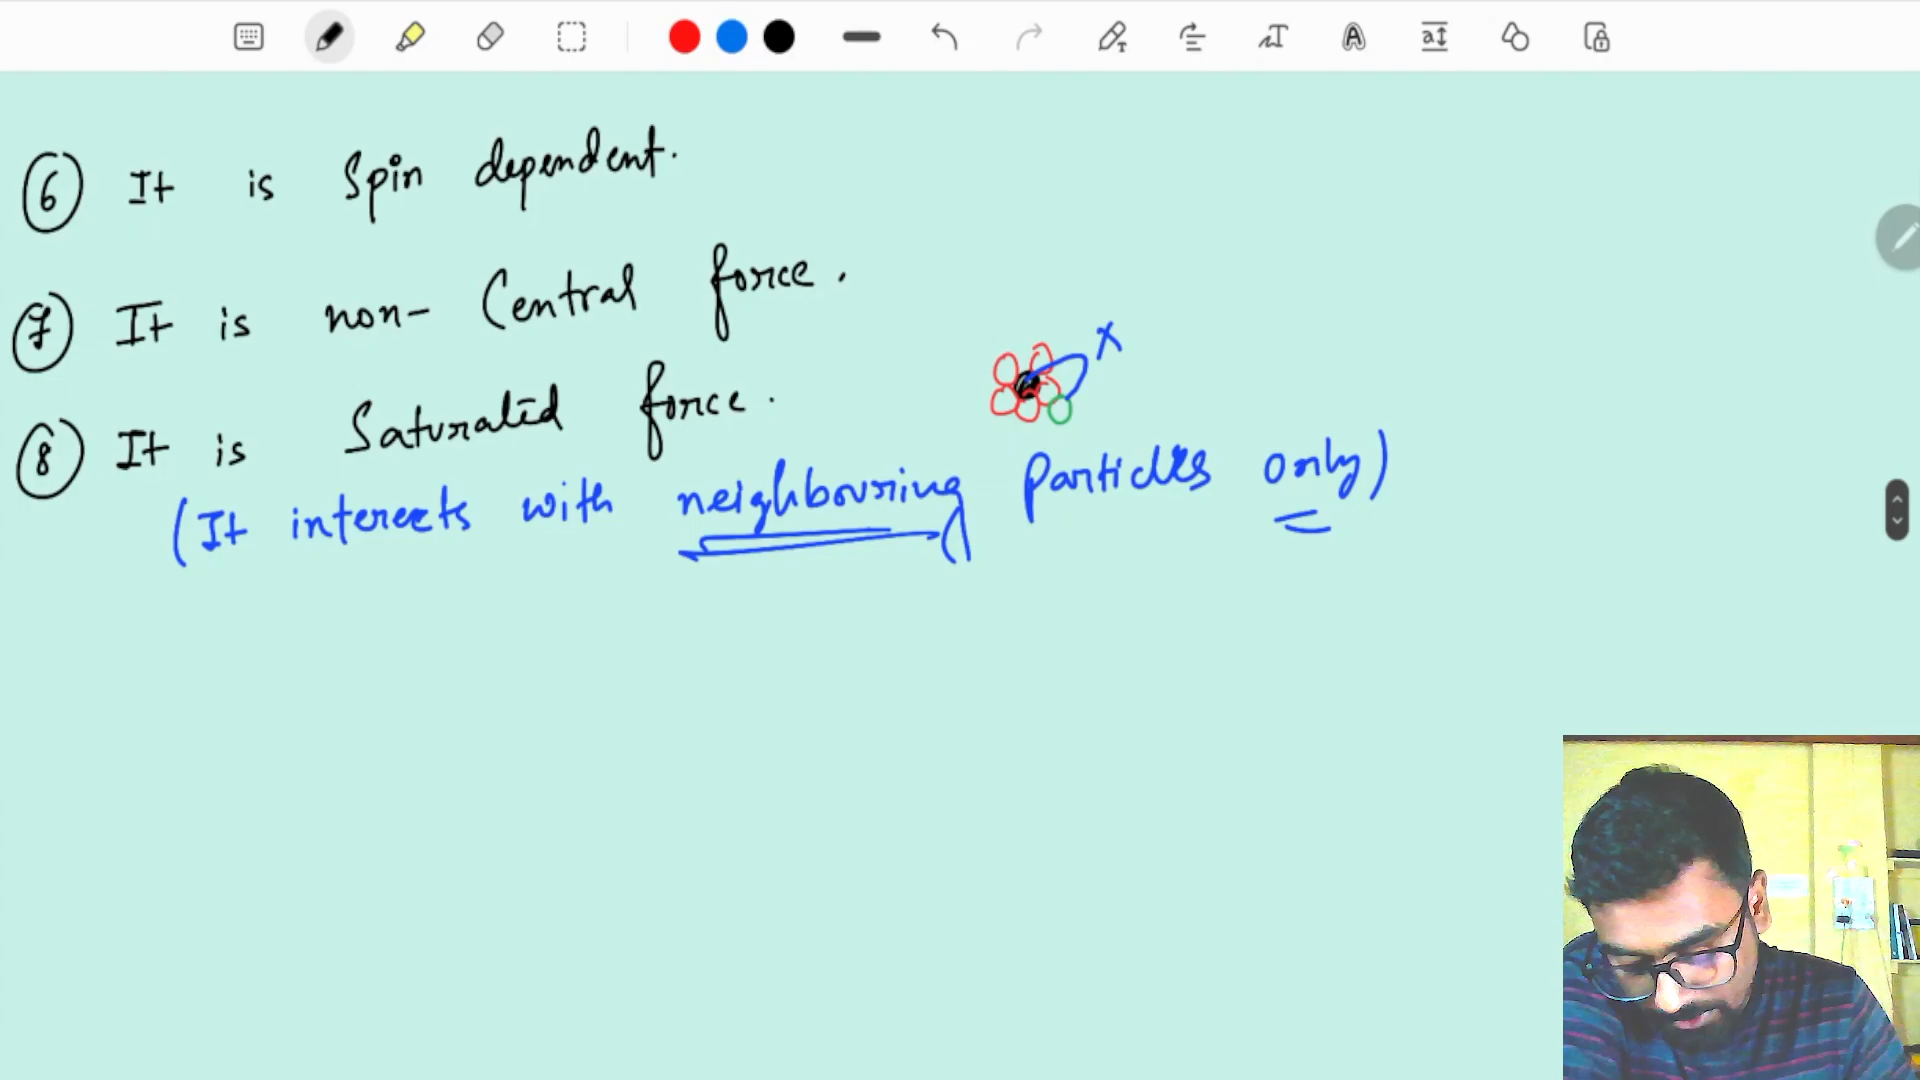 ⑥ It is Spin dependent.
⑦ It is non-Central force.
X
⑧ It is Saturated force.
(It interects with neighbouring particles only)